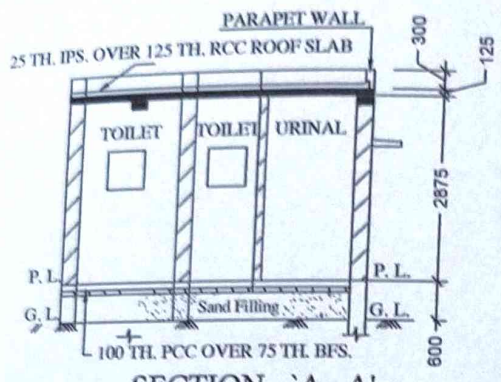 PARAPET WALL
25 TH. IPS. OVER 125 TH. RCC ROOF SLAB
300
125
TOILET
TOILET
URINAL
2875
P. L.
P. L.
Sand Filling
G. L.
G. L.
600
100 TH. PCC OVER 75 TH. BFS.
SECTION - `A - A'